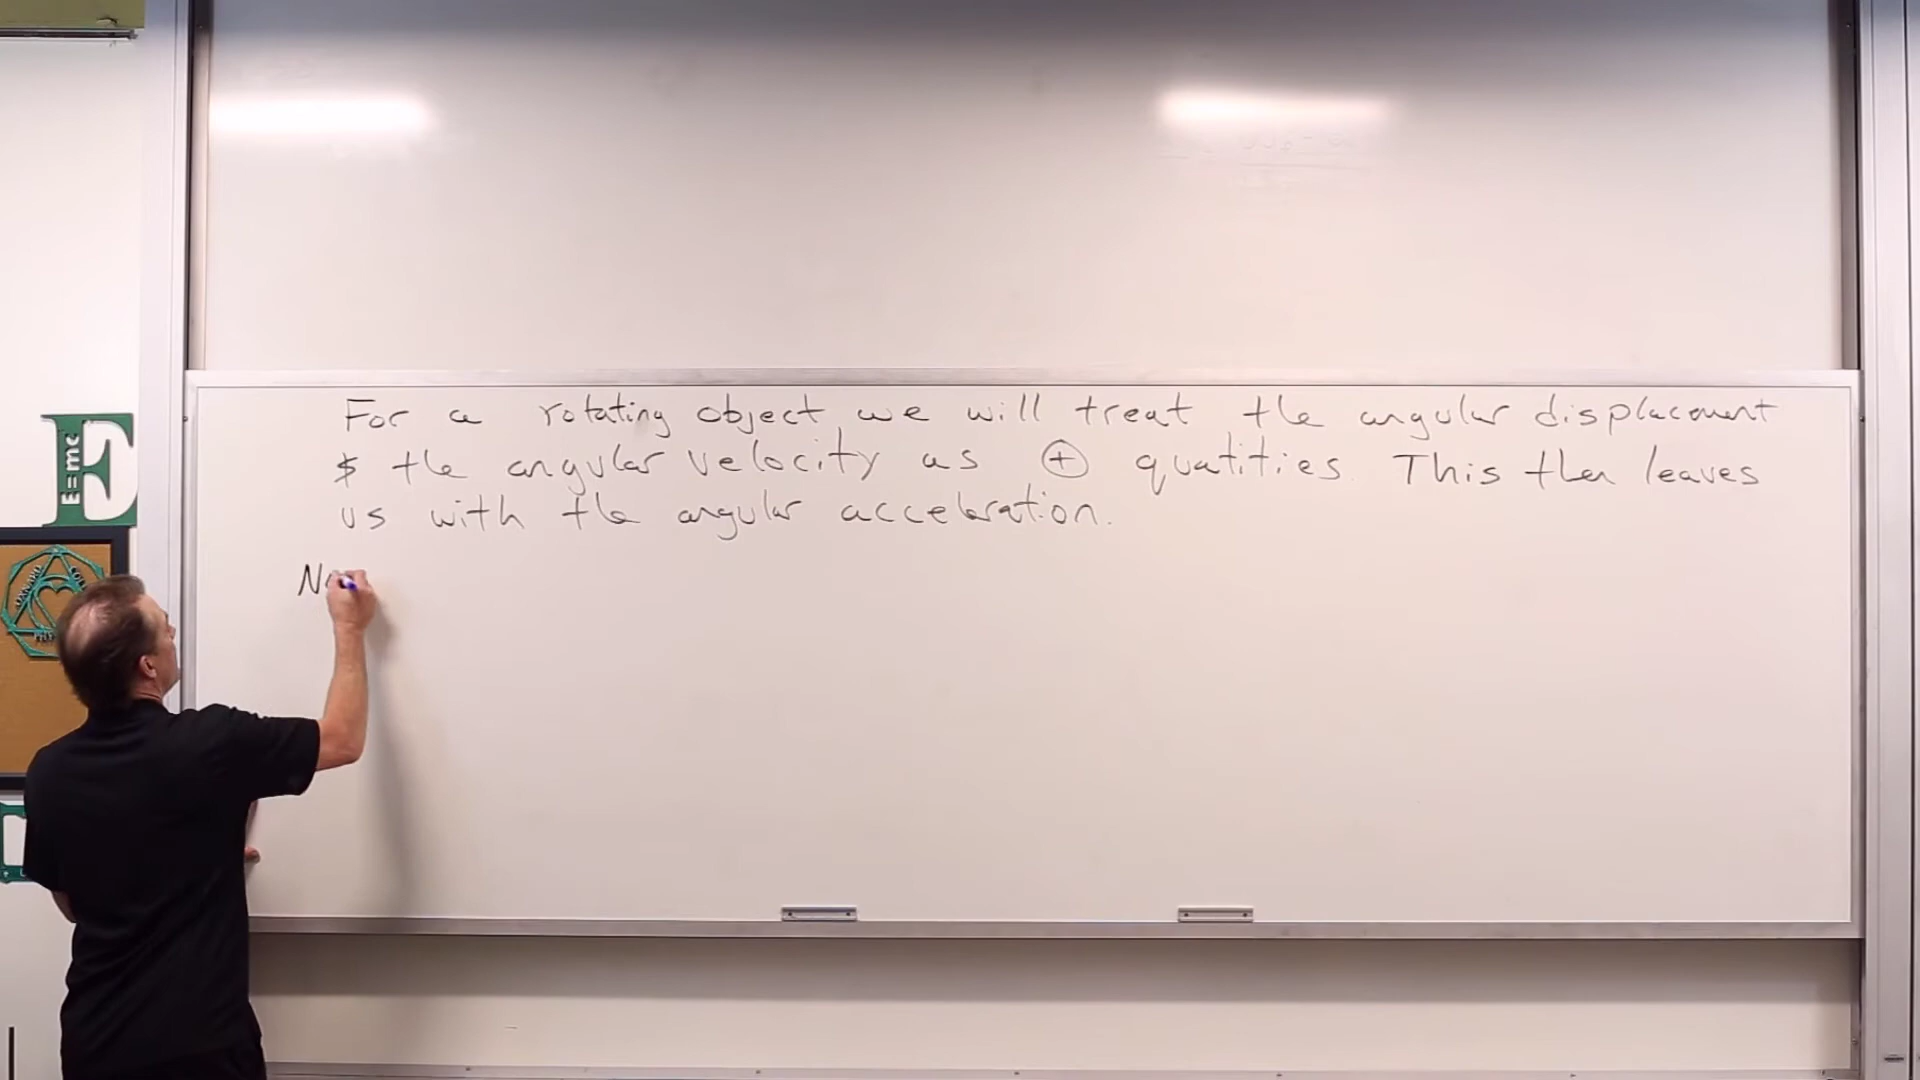 E=mc²
For a rotating object we will treat the angular displacement
& the angular velocity as ⊕ quatities. This then leaves
us with the angular acceleration.